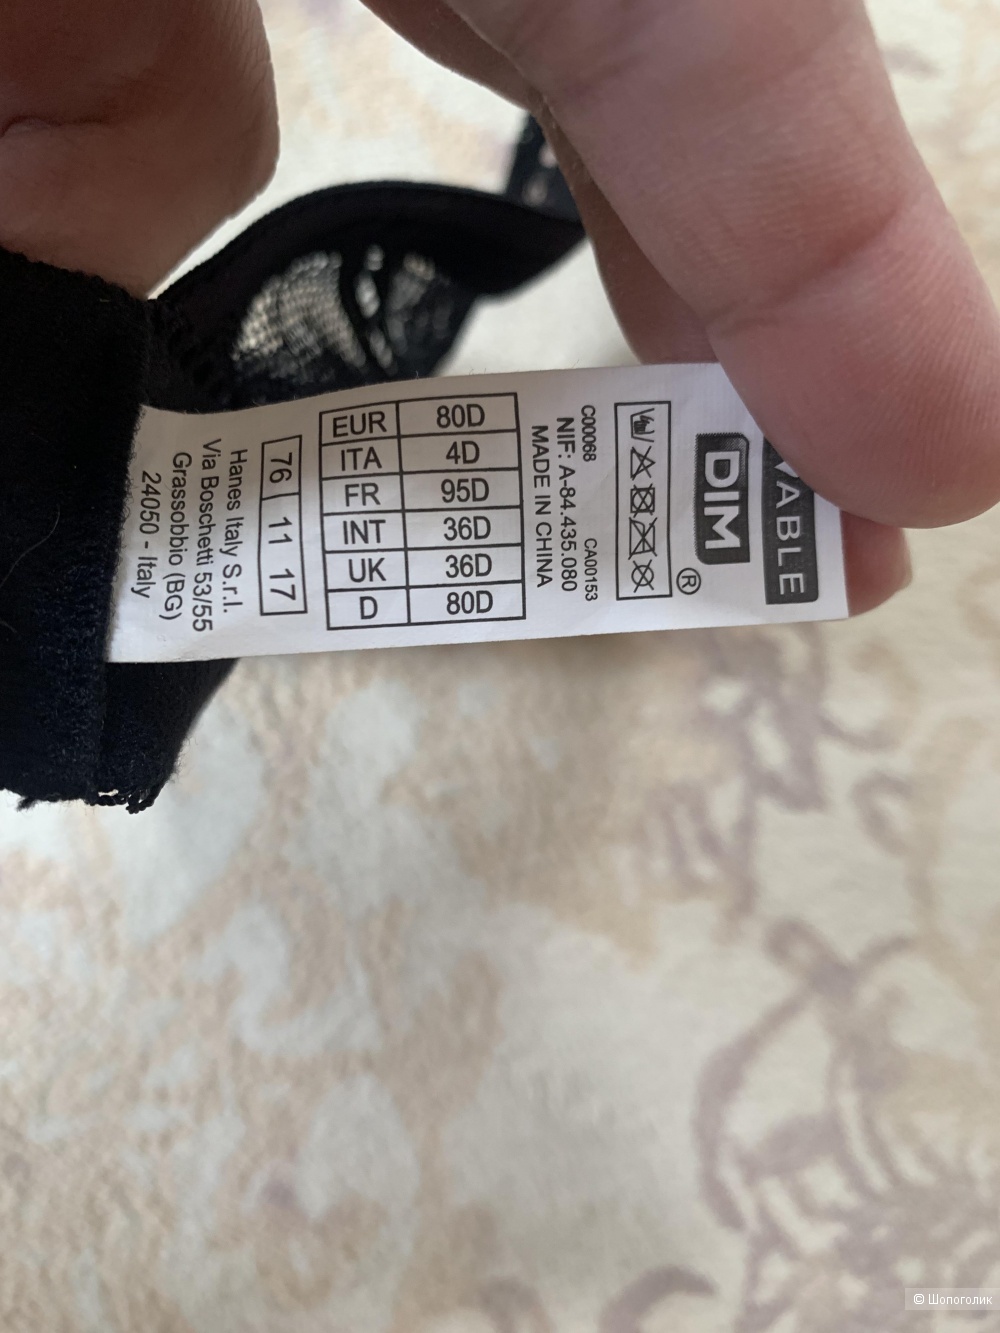 ABLE
DIM
®
C00068 CA00153
NIF: A-84.435.080
MADE IN CHINA
EUR 80D
ITA 4D
FR 95D
INT 36D
UK 36D
D 80D
76 11 17
Hanes Italy S.r.l.
Via Boschetti 53/55
Grassobbio (BG)
24050 - Italy
© Шопоголик